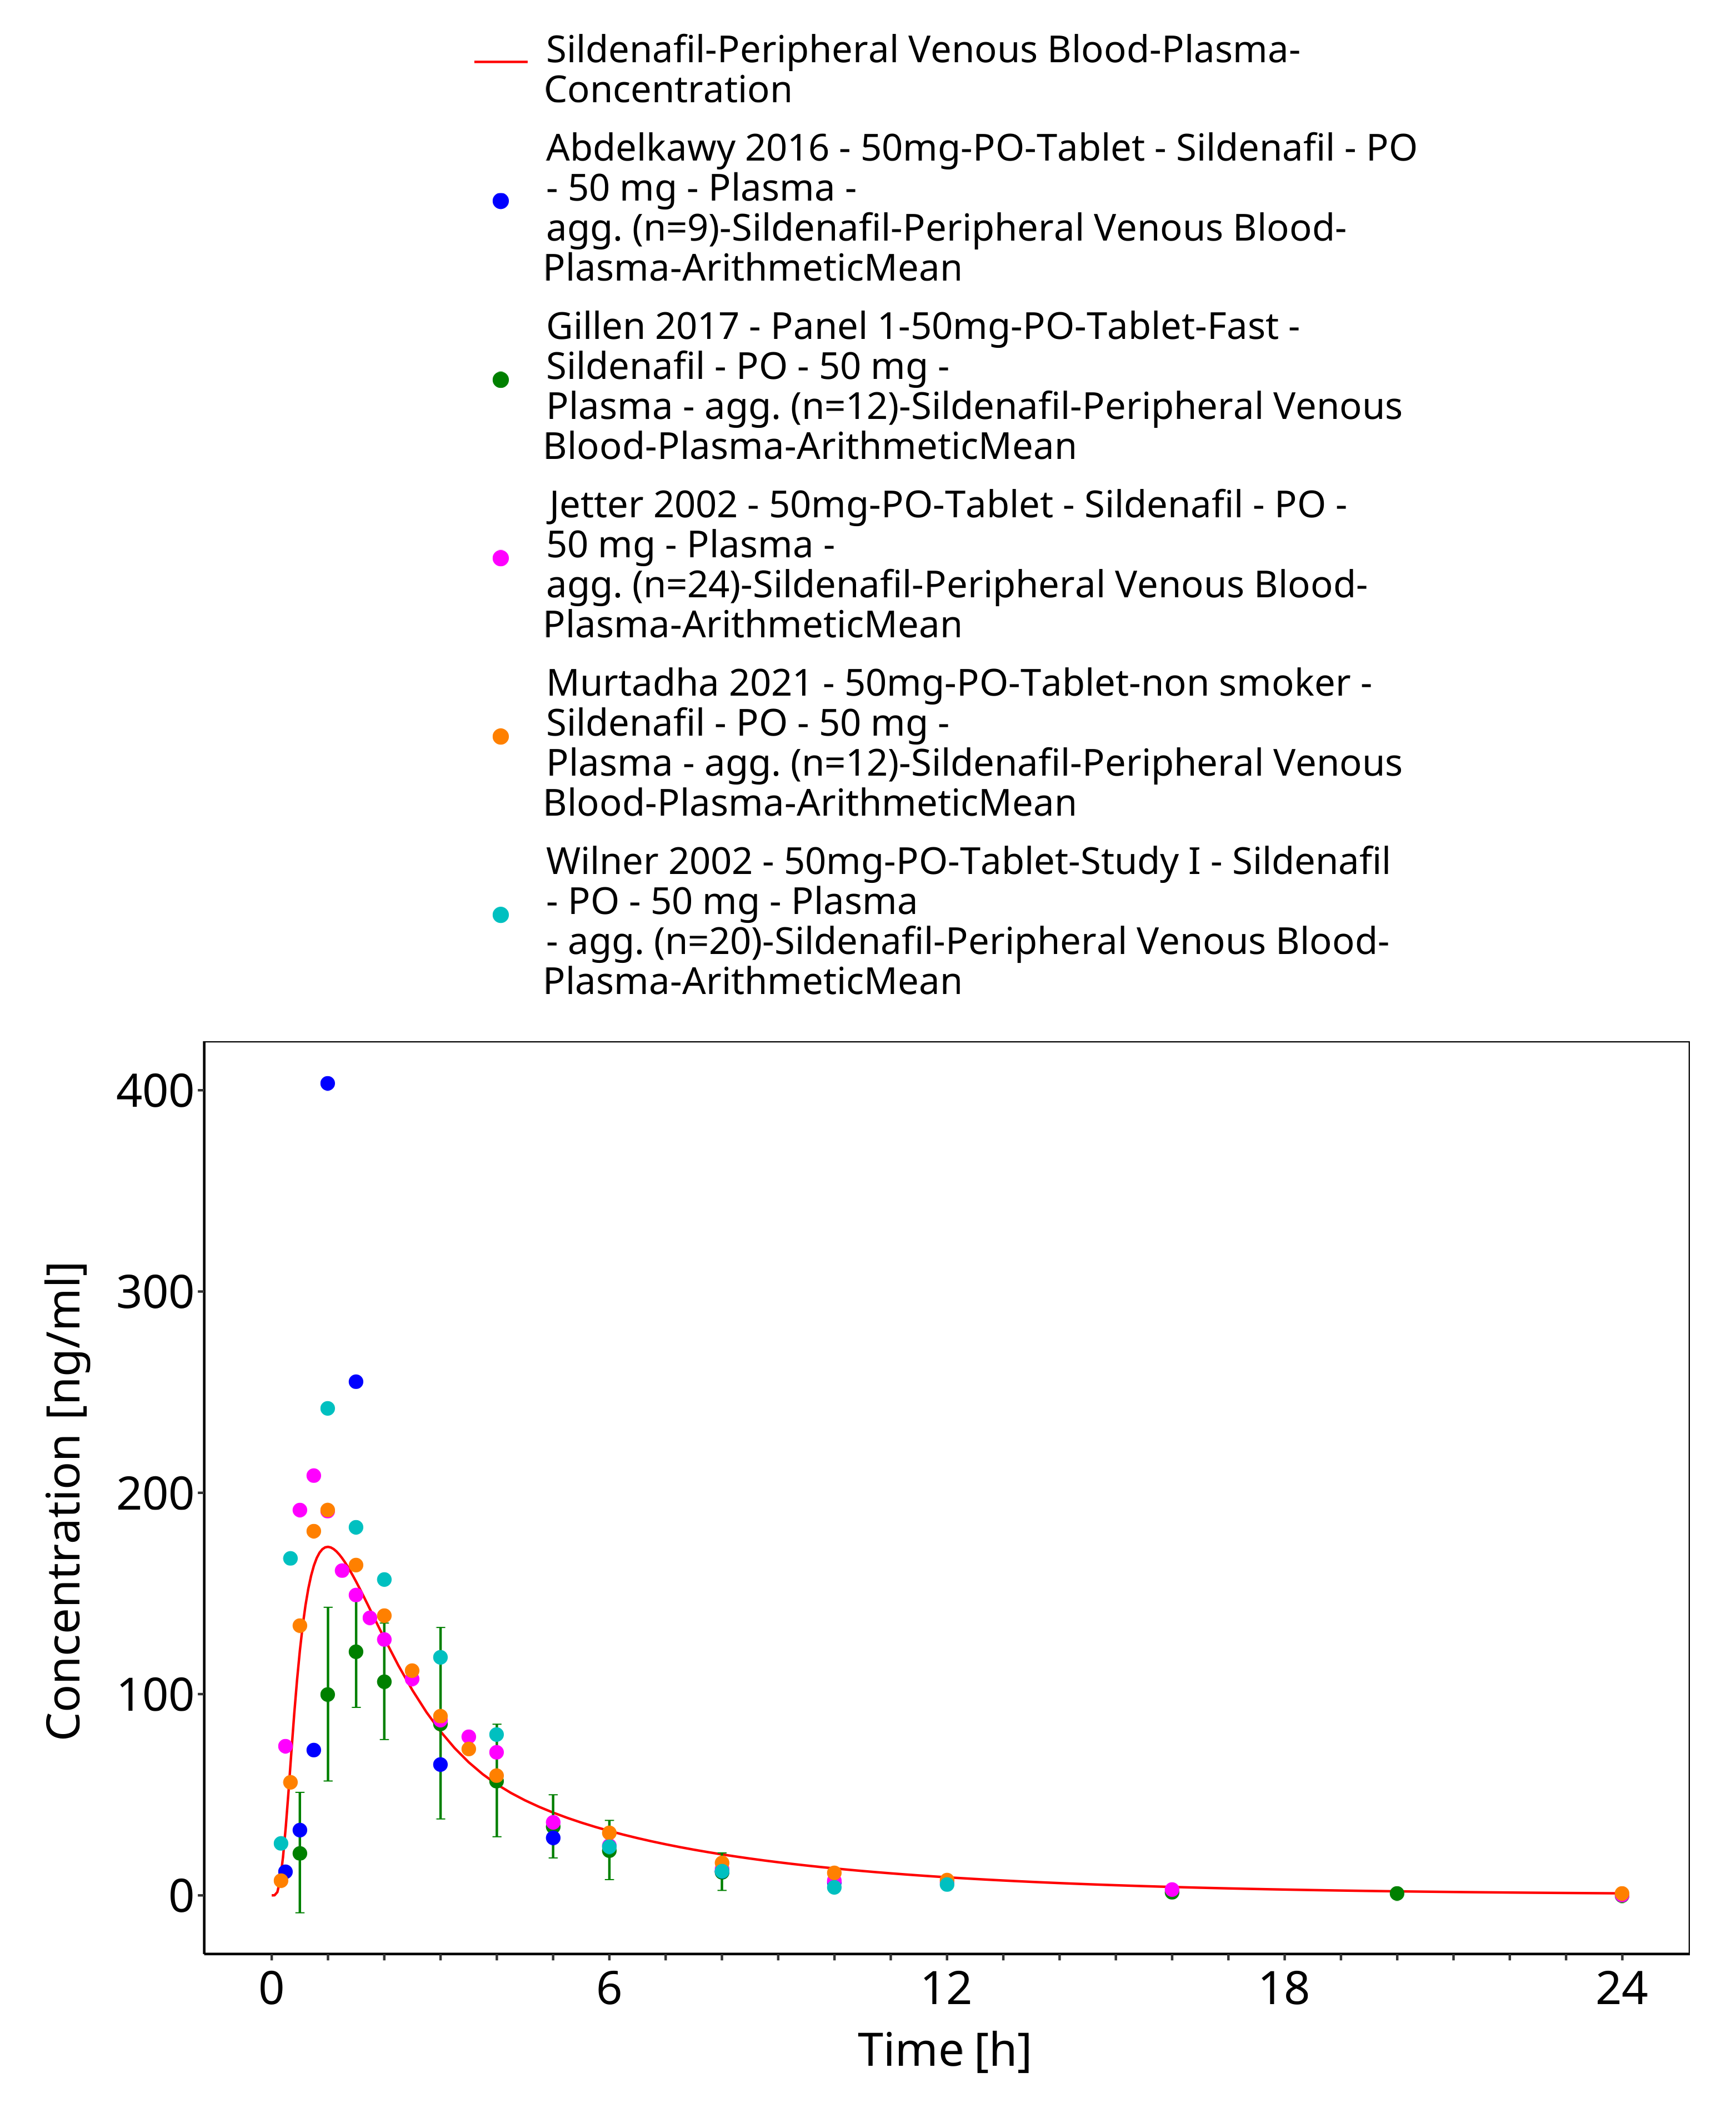 Sildenafil-Peripheral Venous Blood-Plasma-
Concentration
Abdelkawy 2016 - 50mg-PO-Tablet - Sildenafil - PO
- 50 mg - Plasma -
agg. (n=9)-Sildenafil-Peripheral Venous Blood-
Plasma-ArithmeticMean
Gillen 2017 - Panel 1-50mg-PO-Tablet-Fast -
Sildenafil - PO - 50 mg -
Plasma - agg. (n=12)-Sildenafil-Peripheral Venous
Blood-Plasma-ArithmeticMean
Jetter 2002 - 50mg-PO-Tablet - Sildenafil - PO -
50 mg - Plasma -
agg. (n=24)-Sildenafil-Peripheral Venous Blood-
Plasma-ArithmeticMean
Murtadha 2021 - 50mg-PO-Tablet-non smoker -
Sildenafil - PO - 50 mg -
Plasma - agg. (n=12)-Sildenafil-Peripheral Venous
Blood-Plasma-ArithmeticMean
Wilner 2002 - 50mg-PO-Tablet-Study I - Sildenafil
- PO - 50 mg - Plasma
- agg. (n=20)-Sildenafil-Peripheral Venous Blood-
Plasma-ArithmeticMean
Concentration [ng/ml]
400
300
200
100
0
0 6 12 18 24
Time [h]